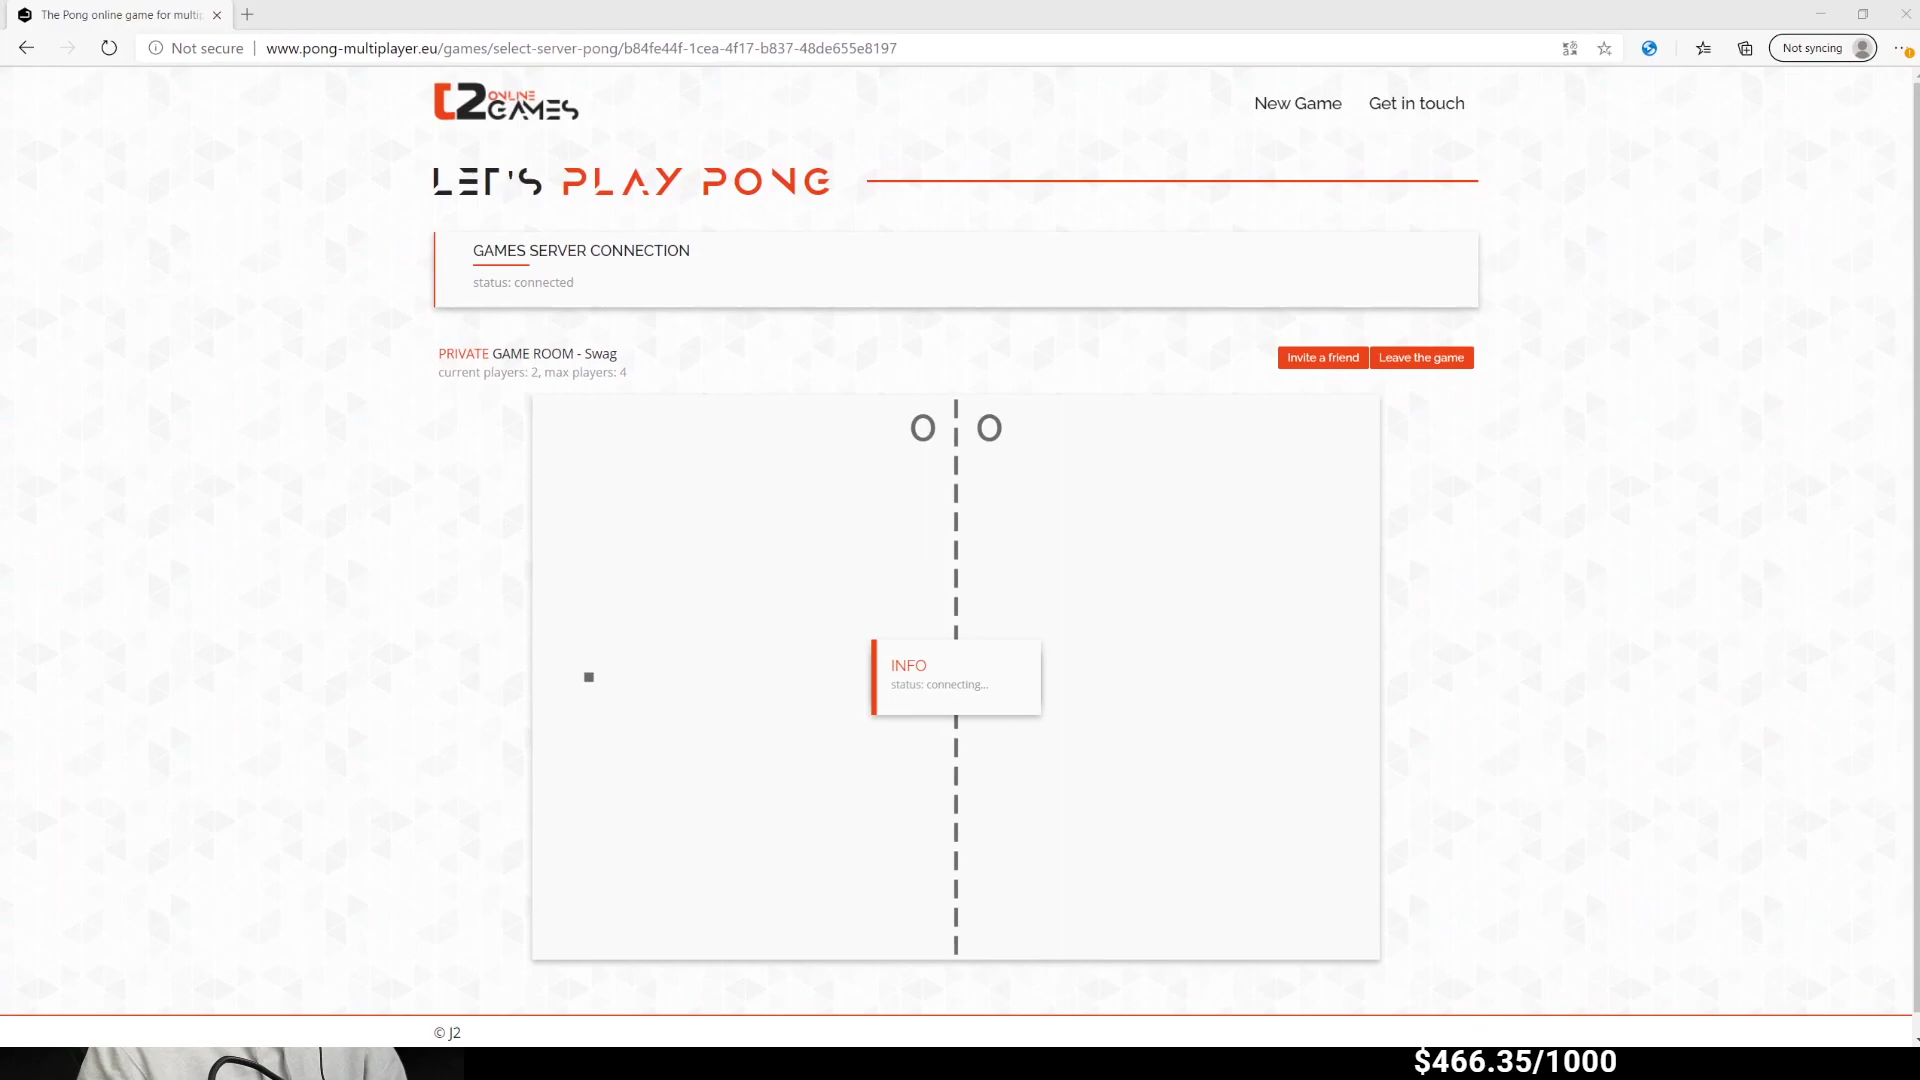 The Pong online game for multip
Not secure
www.pong-multiplayer.eu/games/select-server-pong/b84fe44f-1cea-4f17-b837-48de655e8197
Not syncing
J2 ONLINE GAMES
New Game
Get in touch
LET'S PLAY PONG
GAMES SERVER CONNECTION
status: connected
PRIVATE GAME ROOM - Swag
current players: 2, max players: 4
Invite a friend
Leave the game
0 0
INFO
status: connecting...
© J2
$466.35/1000